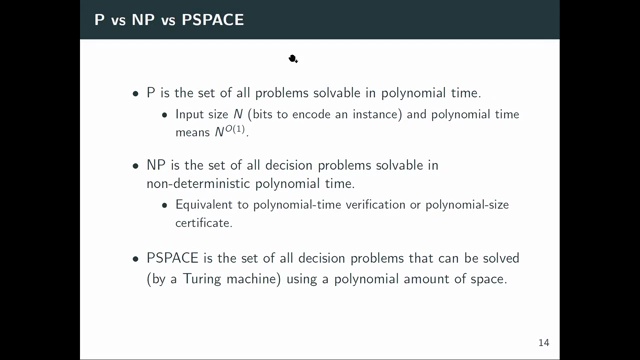 P vs NP vs PSPACE
• P is the set of all problems solvable in polynomial time.
• Input size N (bits to encode an instance) and polynomial time
means N^O(1).
• NP is the set of all decision problems solvable in
non-deterministic polynomial time.
• Equivalent to polynomial-time verification or polynomial-size
certificate.
• PSPACE is the set of all decision problems that can be solved
(by a Turing machine) using a polynomial amount of space.
14